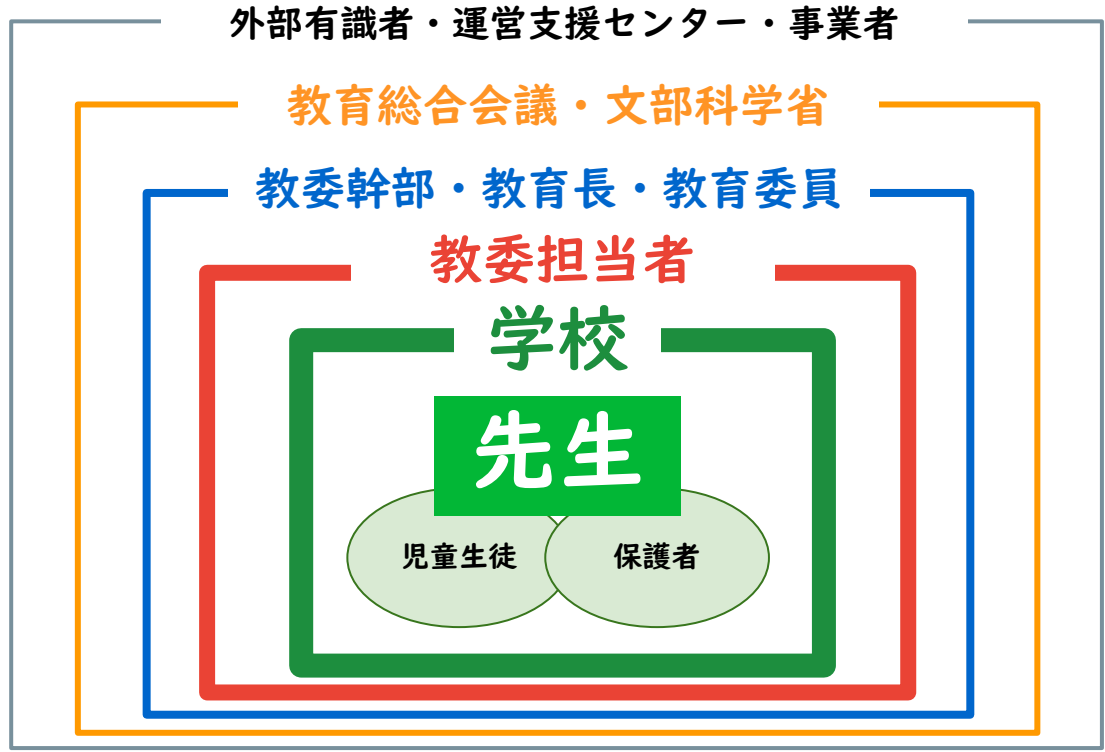 外部有識者・運営支援センター・事業者
教育総合会議・文部科学省
教委幹部・教育長・教育委員
教委担当者
学校
先生
児童生徒
保護者